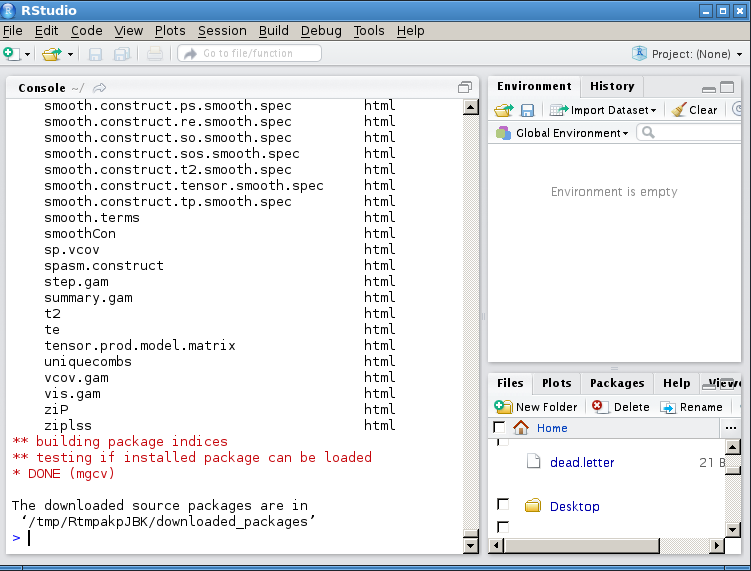 RStudio
File Edit Code View Plots Session Build Debug Tools Help
Go to file/function
Project: (None)
Console ~/
smooth.construct.ps.smooth.spec html
smooth.construct.re.smooth.spec html
smooth.construct.so.smooth.spec html
smooth.construct.sos.smooth.spec html
smooth.construct.t2.smooth.spec html
smooth.construct.tensor.smooth.spec html
smooth.construct.tp.smooth.spec html
smooth.terms html
smoothCon html
sp.vcov html
spasm.construct html
step.gam html
summary.gam html
t2 html
te html
tensor.prod.model.matrix html
uniquecombs html
vcov.gam html
vis.gam html
ziP html
ziplss html
** building package indices
** testing if installed package can be loaded
* DONE (mgcv)
The downloaded source packages are in
‘/tmp/RtmpakpJBK/downloaded_packages’
>
Environment History
Import Dataset Clear
Global Environment
Environment is empty
Files Plots Packages Help
New Folder Delete Rename
Home ...
dead.letter 21 B
Desktop